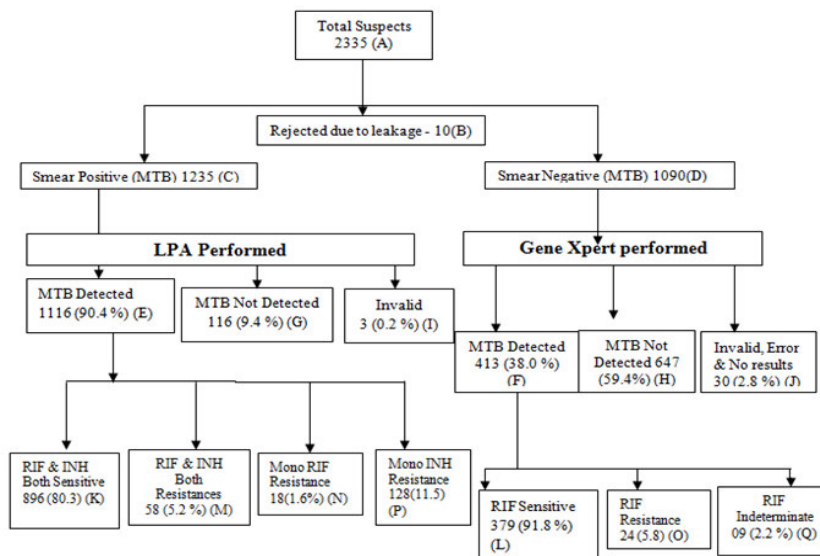 Total Suspects
2335 (A)
Rejected due to leakage - 10(B)
Smear Positive (MTB) 1235 (C)
Smear Negative (MTB) 1090(D)
LPA Performed
Gene Xpert performed
MTB Detected
1116 (90.4 %) (E)
MTB Not Detected
116 (9.4 %) (G)
Invalid
3 (0.2 %) (I)
MTB Detected
413 (38.0 %)
(F)
MTB Not
Detected 647
(59.4%) (H)
Invalid, Error
& No results
30 (2.8 %) (J)
RIF & INH
Both Sensitive
896 (80.3) (K)
RIF & INH
Both
Resistances
58 (5.2 %) (M)
Mono RIF
Resistance
18(1.6%) (N)
Mono INH
Resistance
128(11.5)
(P)
RIF Sensitive
379 (91.8 %)
(L)
RIF
Resistance
24 (5.8) (O)
RIF
Indeterminate
09 (2.2 %) (Q)